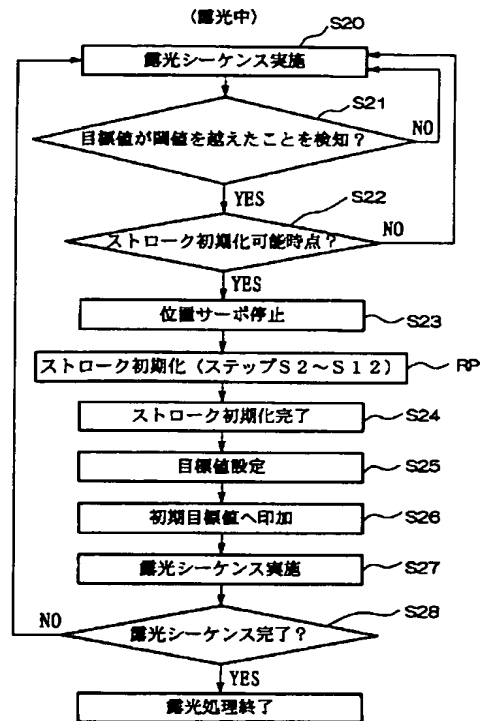 (露光中)
S20
露光シーケンス実施
S21
目標値が閾値を越えたことを検知?
NO
YES
S22
ストローク初期化可能時点?
NO
YES
位置サーボ停止
S23
ストローク初期化(ステップS2~S12)
RP
ストローク初期化完了
S24
目標値設定
S25
初期目標値へ印加
S26
露光シーケンス実施
S27
NO
S28
露光シーケンス完了?
YES
露光処理終了